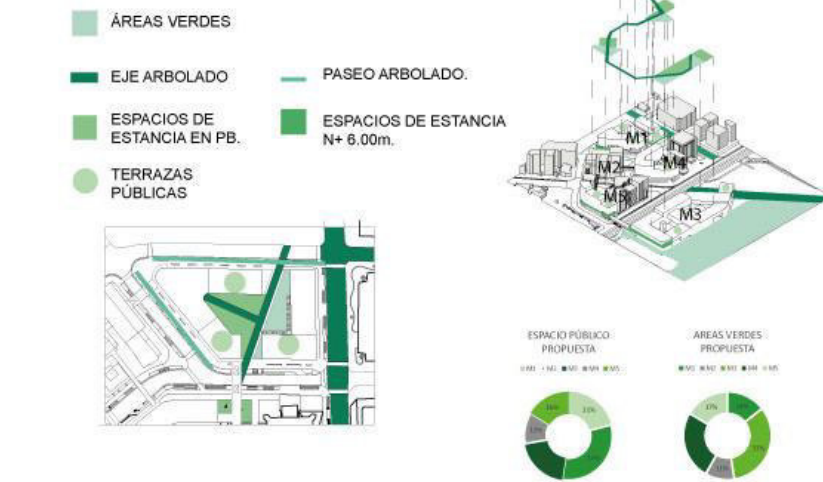 ÁREAS VERDES
EJE ARBOLADO
PASEO ARBOLADO.
ESPACIOS DE
ESTANCIA EN PB.
ESPACIOS DE ESTANCIA
N+ 6.00m.
TERRAZAS
PÚBLICAS
M1
M2
M4
M3
ESPACIO PÚBLICO
PROPUESTA
AREAS VERDES
PROPUESTA
17%